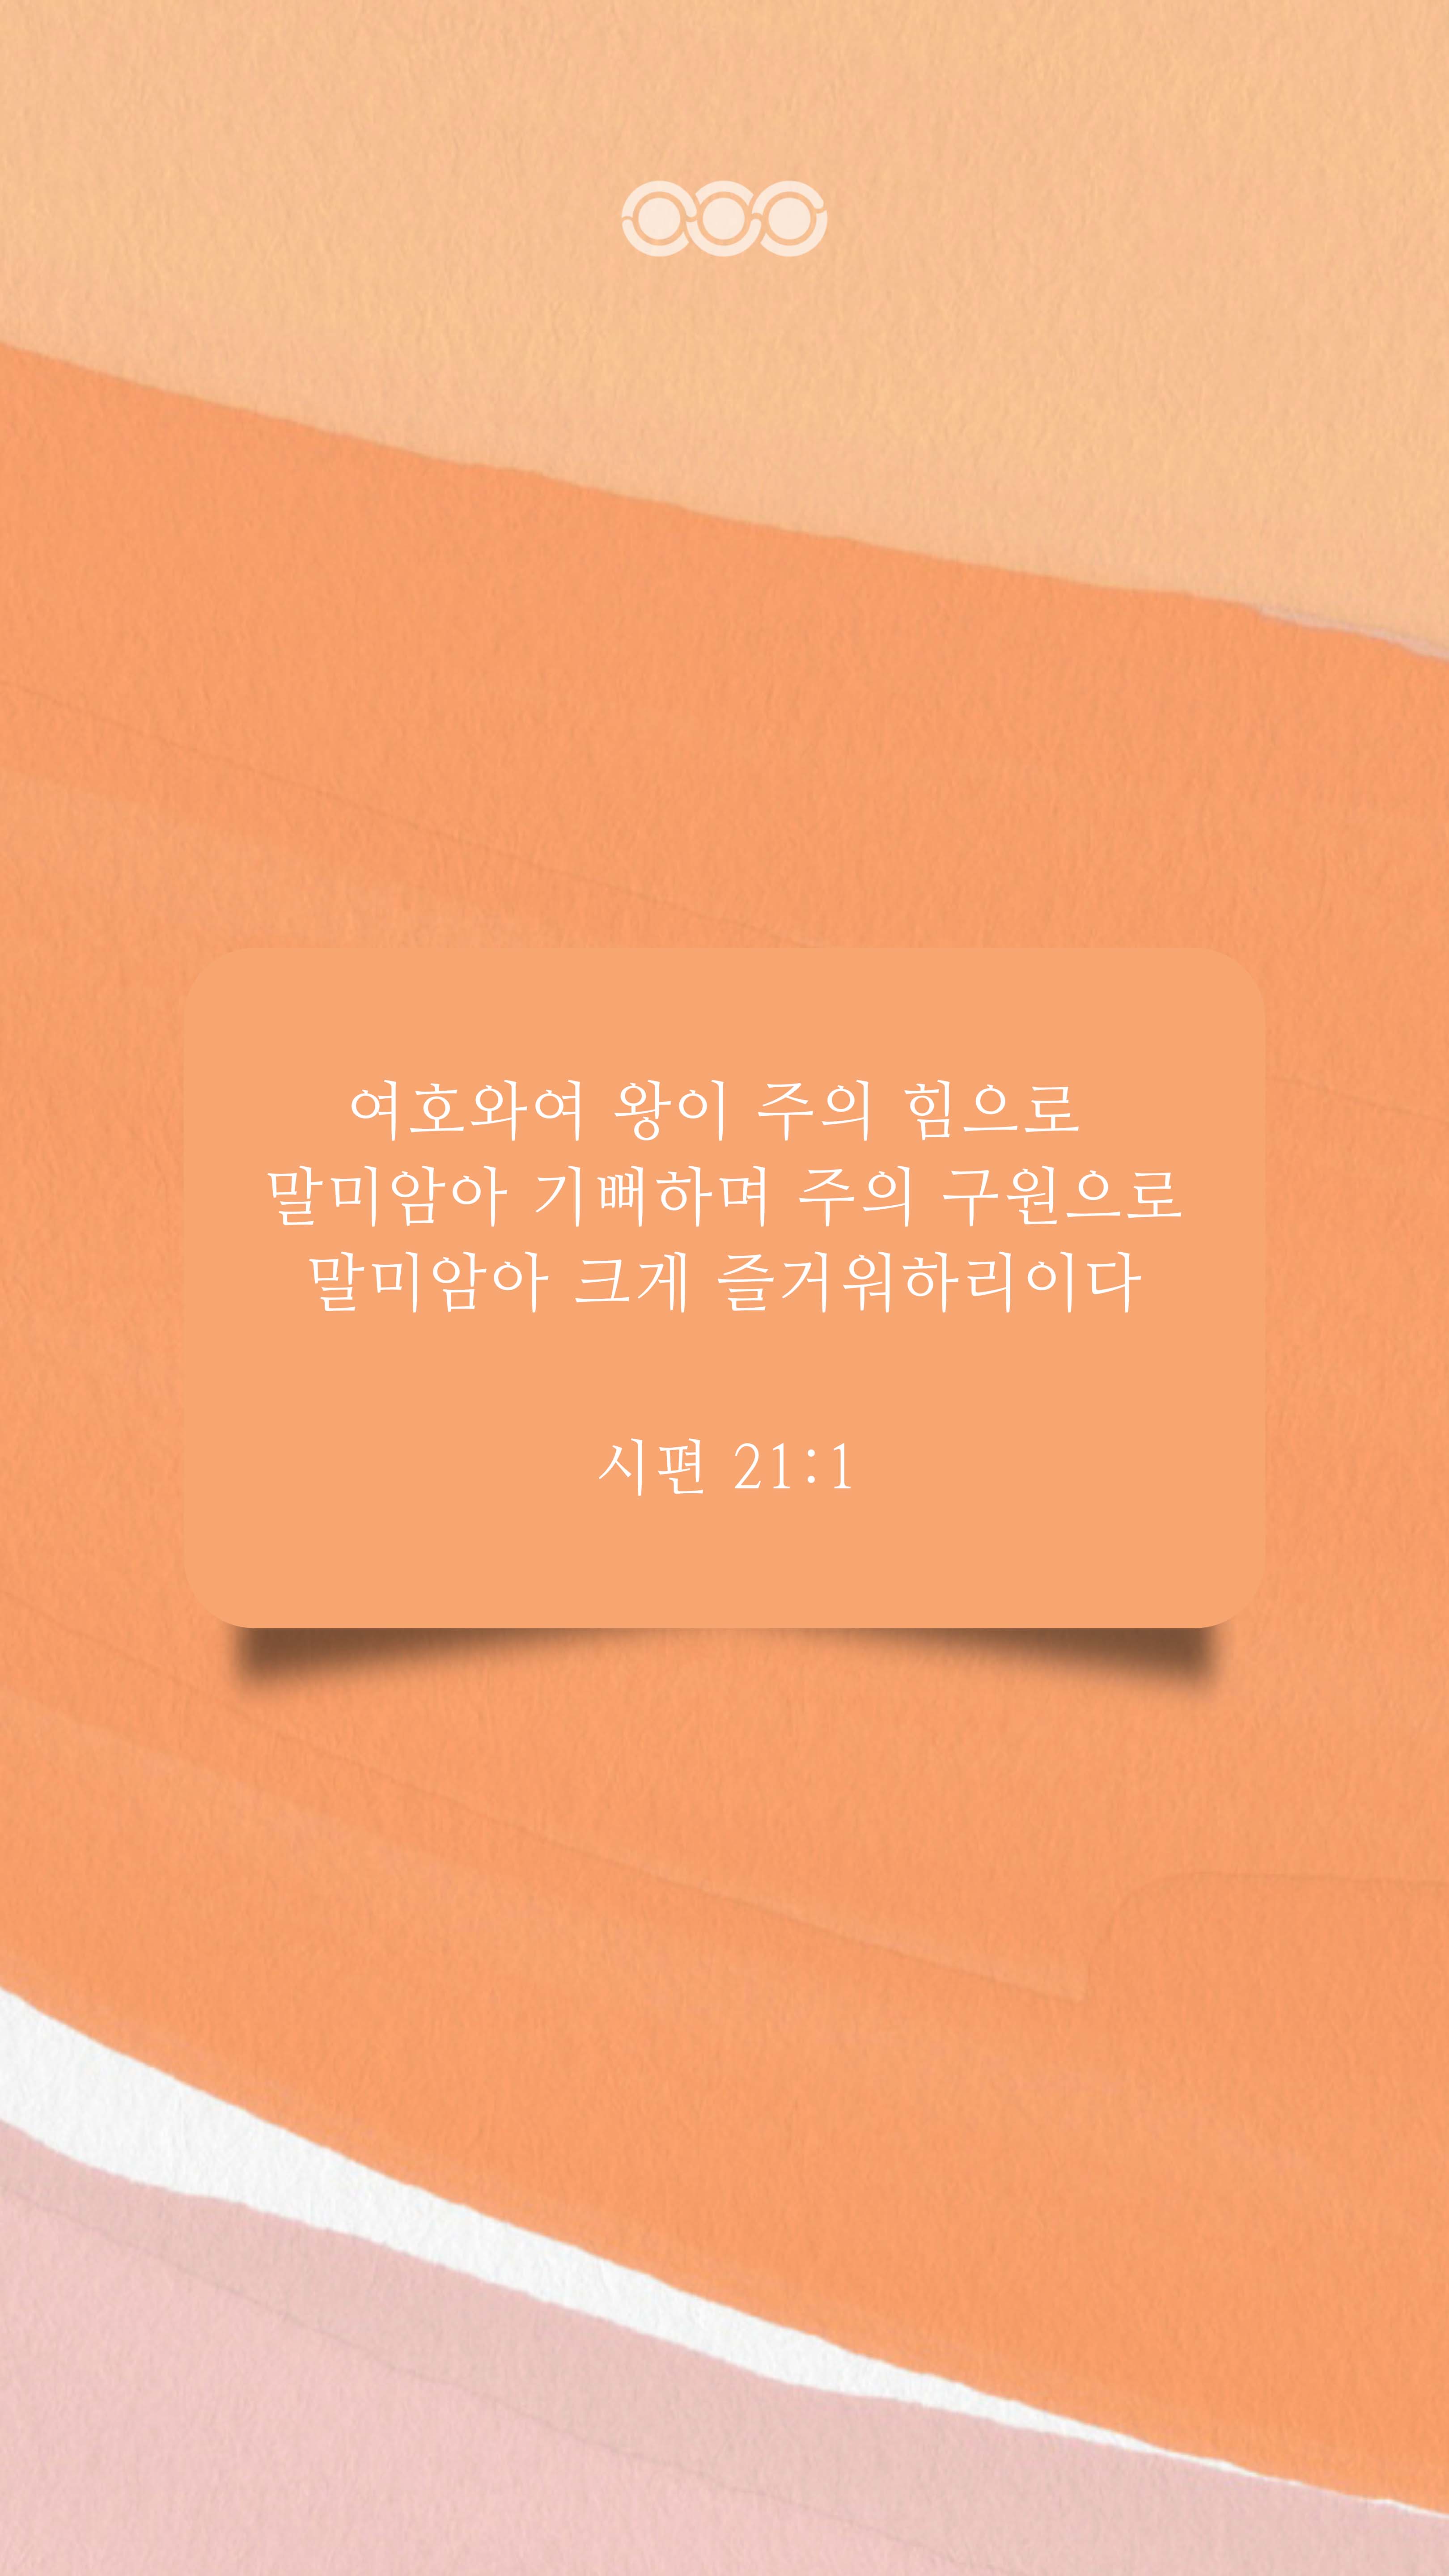 여호와여 왕이 주의 힘으로
말미암아 기뻐하며 주의 구원으로
말미암아 크게 즐거워하리이다
시편 21:1